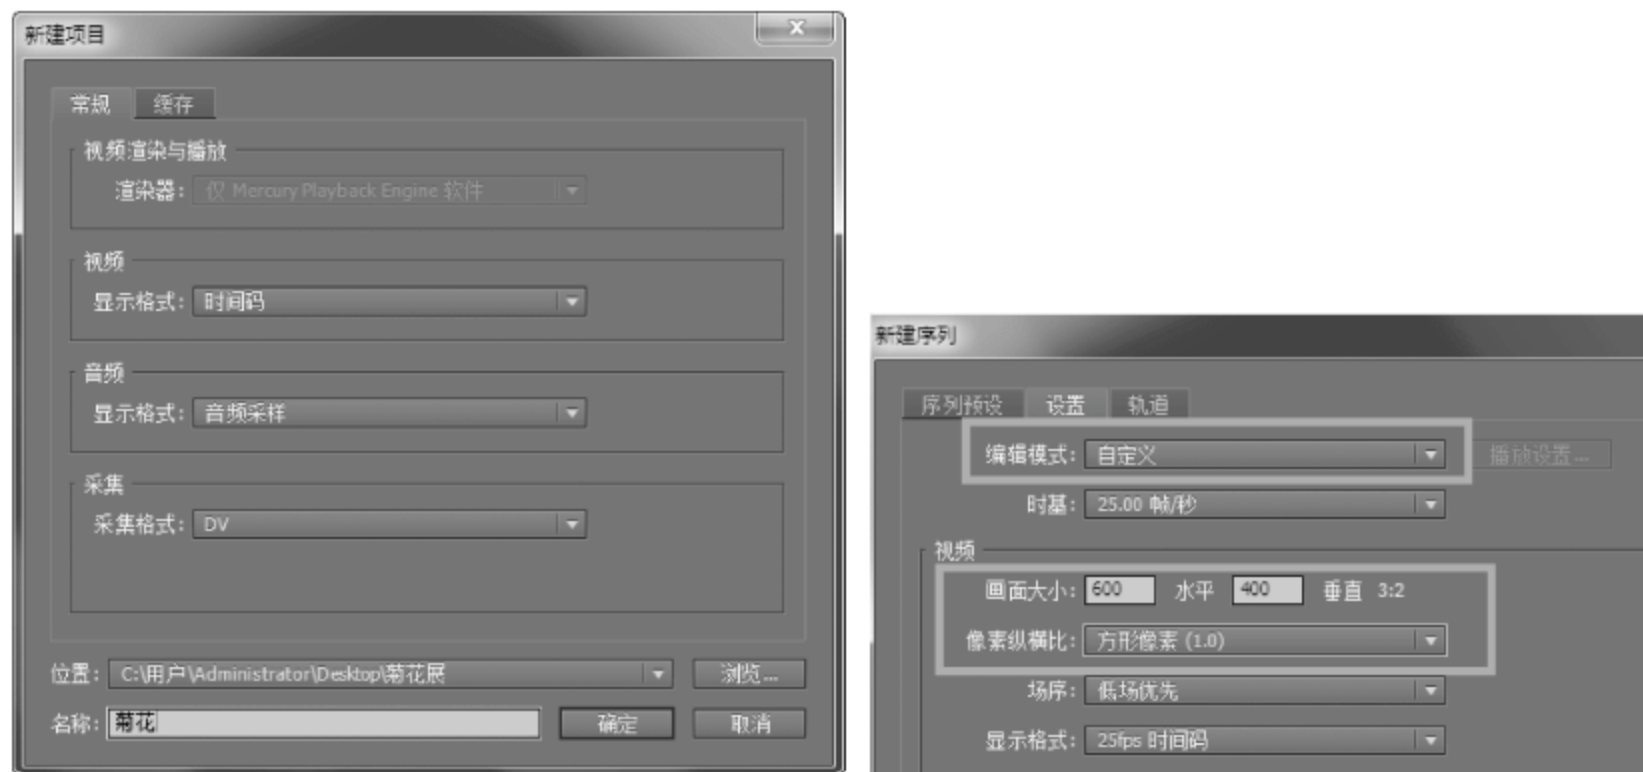 新建项目
常规 缓存
视频渲染与播放
渲染器: 仅 Mercury Playback Engine 软件
视频
显示格式: 时间码
音频
显示格式: 音频采样
采集
采集格式: DV
位置: C:\用户\Administrator\Desktop\菊花展 浏览...
名称: 菊花 确定 取消
新建序列
序列预设 设置 轨道
编辑模式: 自定义 播放设置...
时基: 25.00 帧/秒
视频
画面大小: 600 水平 400 垂直 3:2
像素纵横比: 方形像素 (1.0)
场序: 低场优先
显示格式: 25fps 时间码